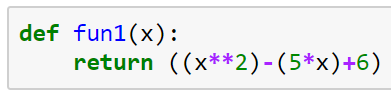 def fun1(x):
    return ((x**2)-(5*x)+6)